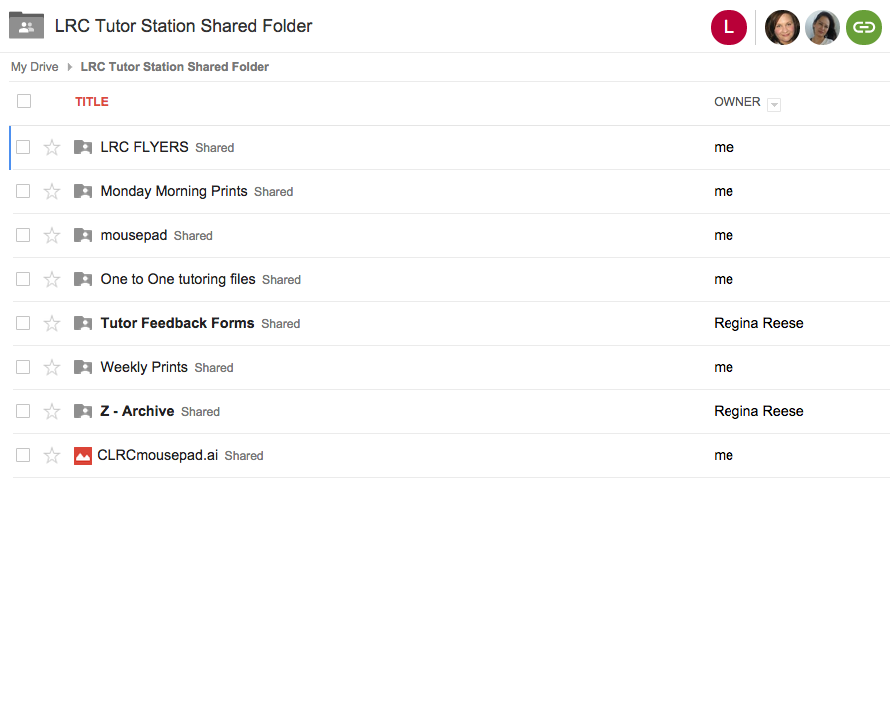 LRC Tutor Station Shared Folder L
My Drive LRC Tutor Station Shared Folder
TITLE OWNER
LRC FLYERS Shared me
Monday Morning Prints Shared me
mousepad Shared me
One to One tutoring files Shared me
Tutor Feedback Forms Shared Regina Reese
Weekly Prints Shared me
Z - Archive Shared Regina Reese
CLRCmousepad.ai Shared me